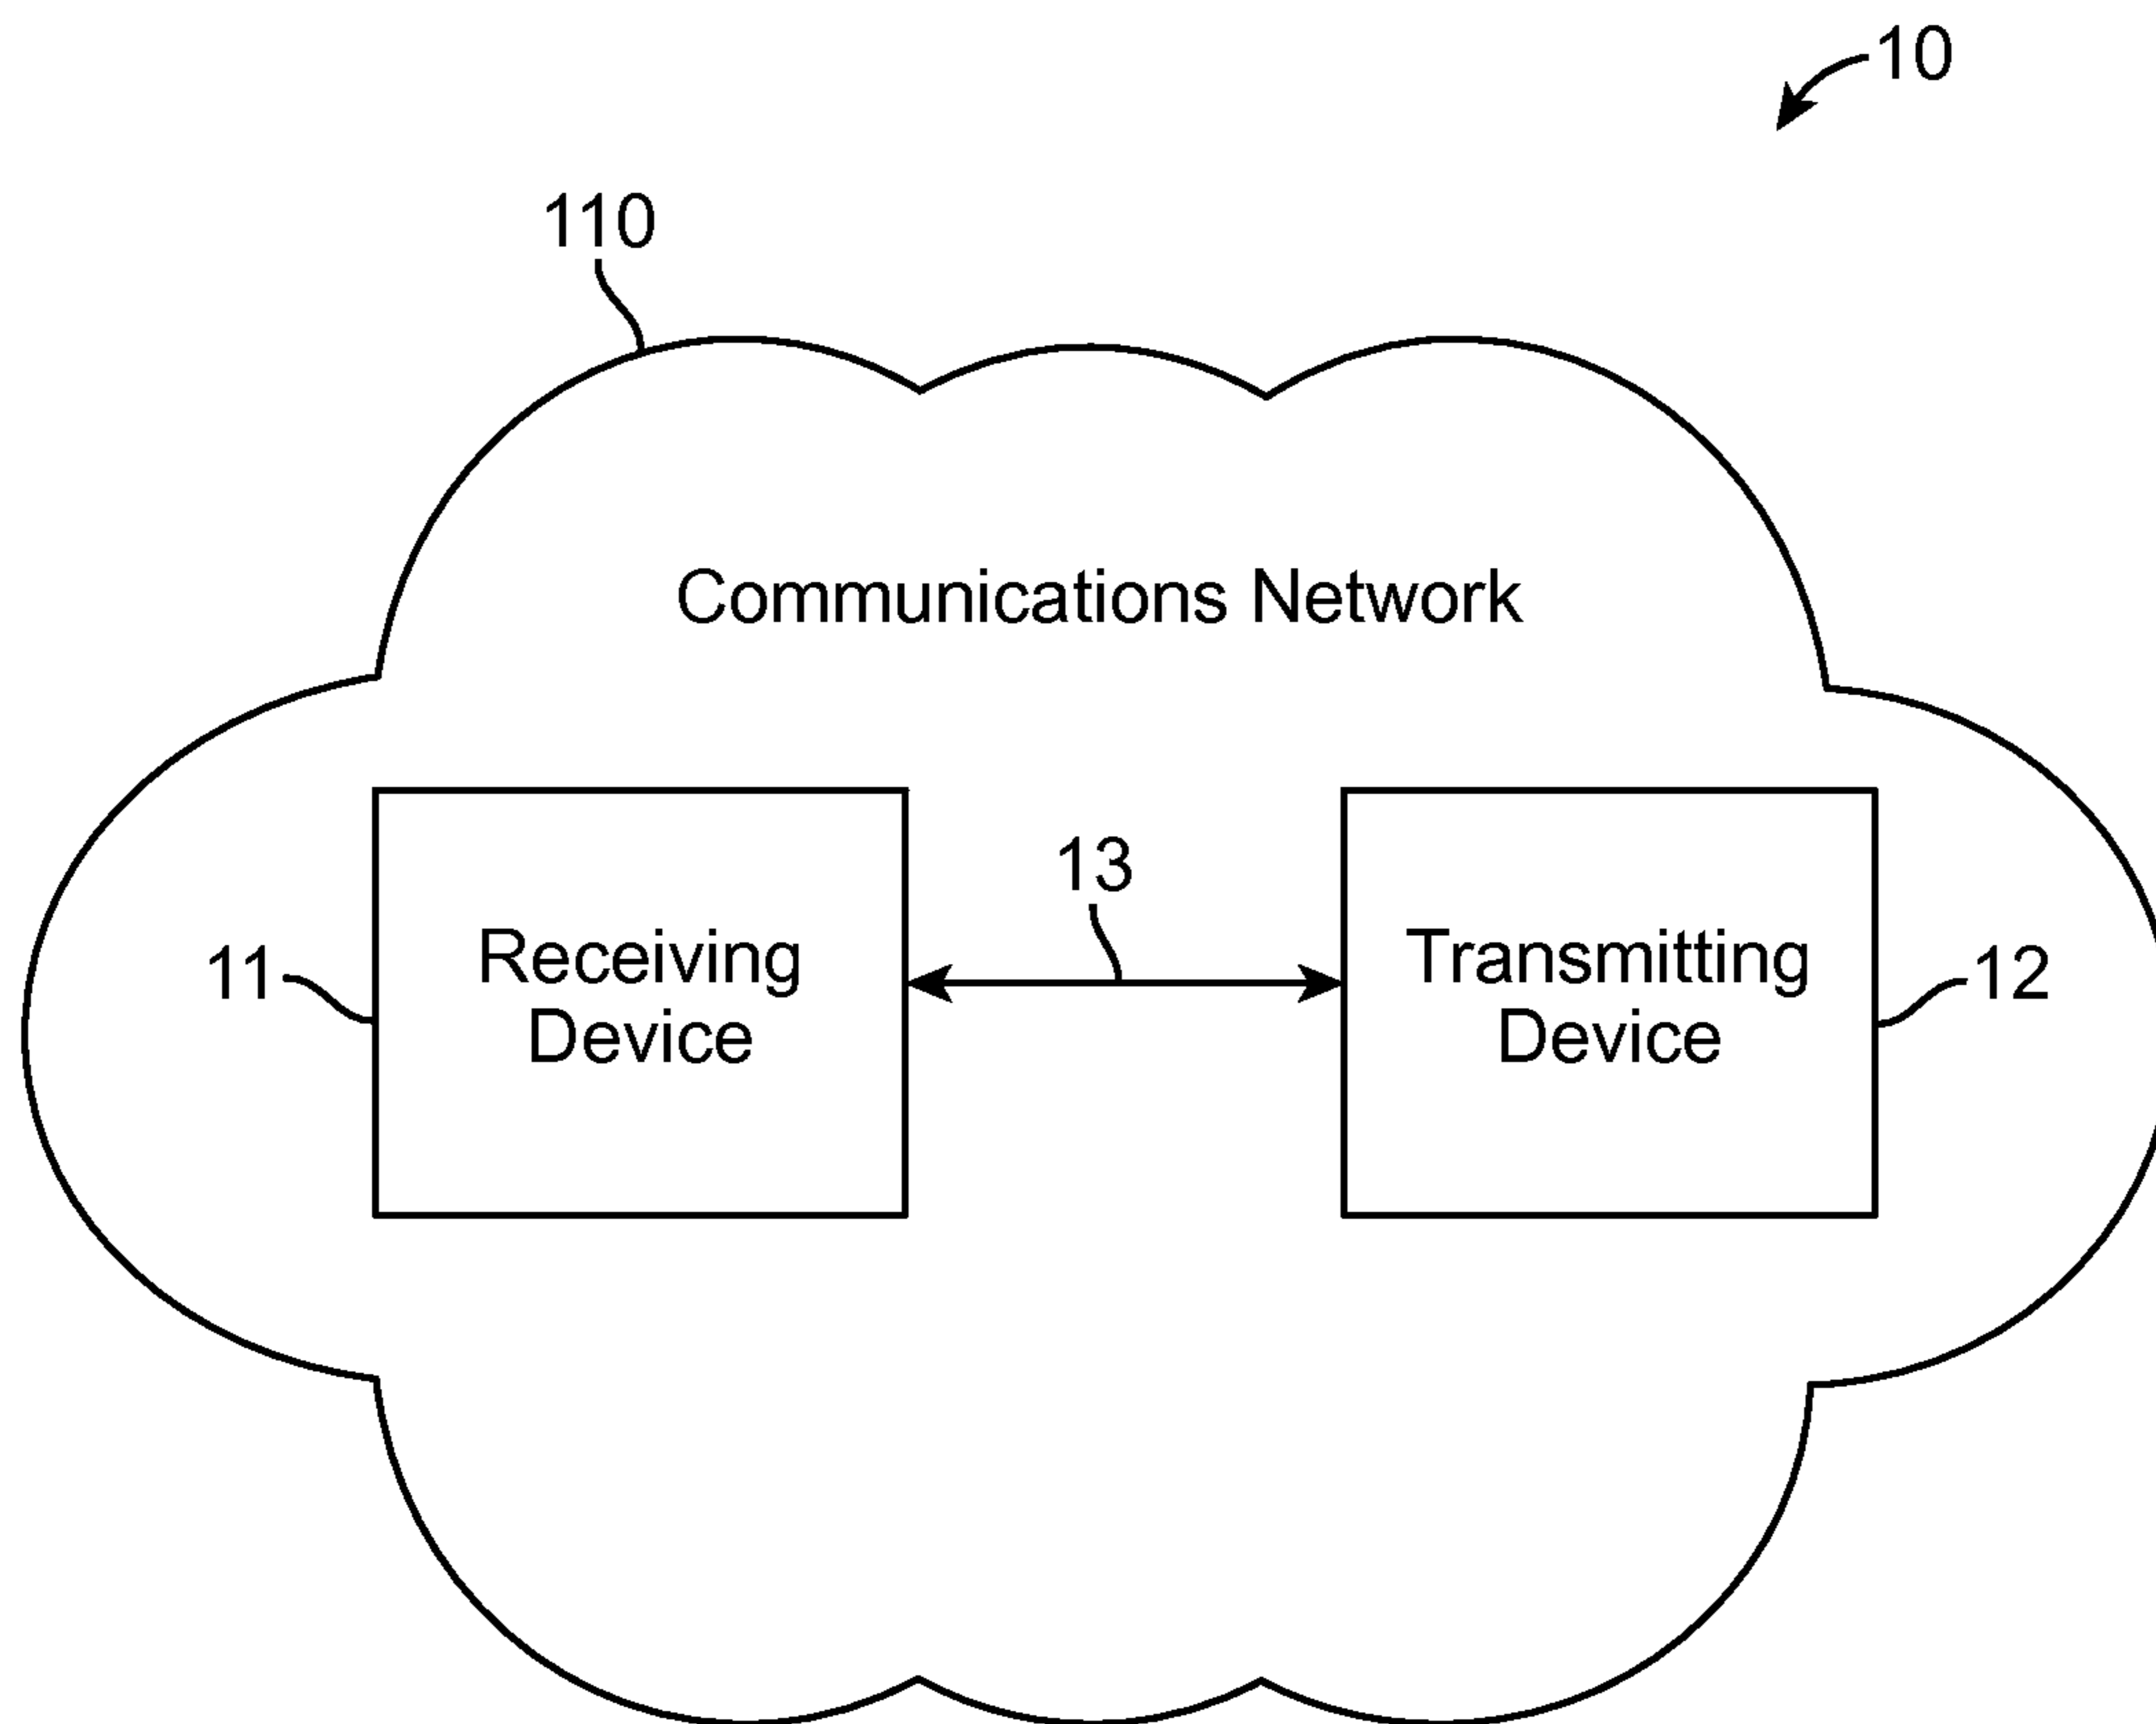 10
110
Communications Network
13
11
Receiving
Device
Transmitting
Device
12